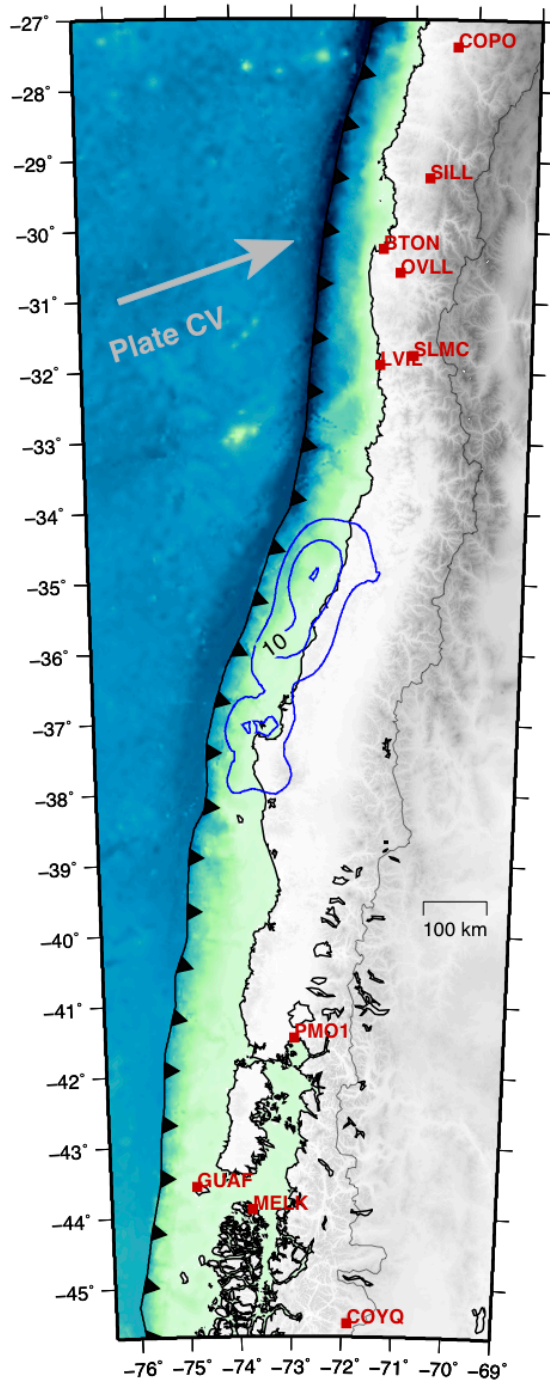 −27°
COPO
−28°
−29°
SILL
−30°
BTON
OVLL
−31°
Plate CV
SLMC
LVIL
−32°
−33°
−34°
−35°
10
−36°
−37°
−38°
−39°
100 km
−40°
−41°
PMO1
−42°
−43°
GUAF
MELK
−44°
−45°
COYQ
−76° −75° −74° −73° −72° −71° −70° −69°